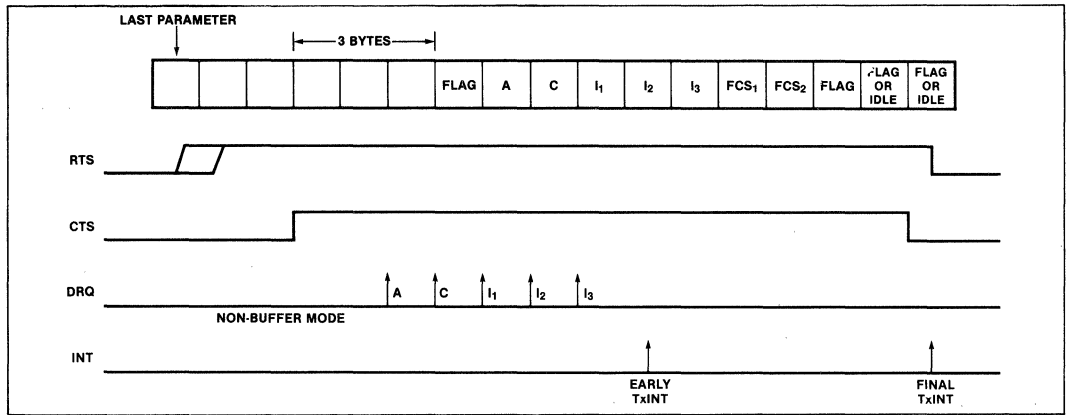 LAST PARAMETER
3 BYTES
FLAG A C I₁ I₂ I₃ FCS₁ FCS₂ FLAG FLAG OR IDLE FLAG OR IDLE
RTS
CTS
DRQ
A C I₁ I₂ I₃
NON-BUFFER MODE
INT
EARLY
TxINT
FINAL
TxINT